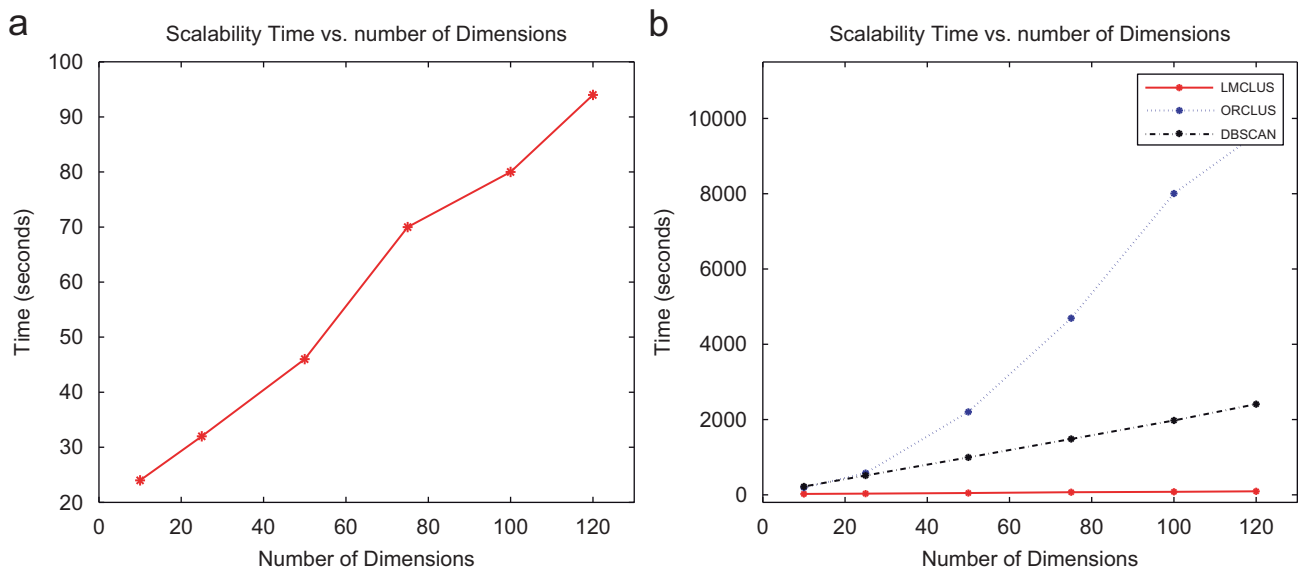 a
Scalability Time vs. number of Dimensions
100
90
80
70
60
50
40
30
20
0
20
40
60
80
100
120
Time (seconds)
Number of Dimensions
b
Scalability Time vs. number of Dimensions
LMCLUS
ORCLUS
DBSCAN
10000
8000
6000
4000
2000
0
0
20
40
60
80
100
120
Time (seconds)
Number of Dimensions